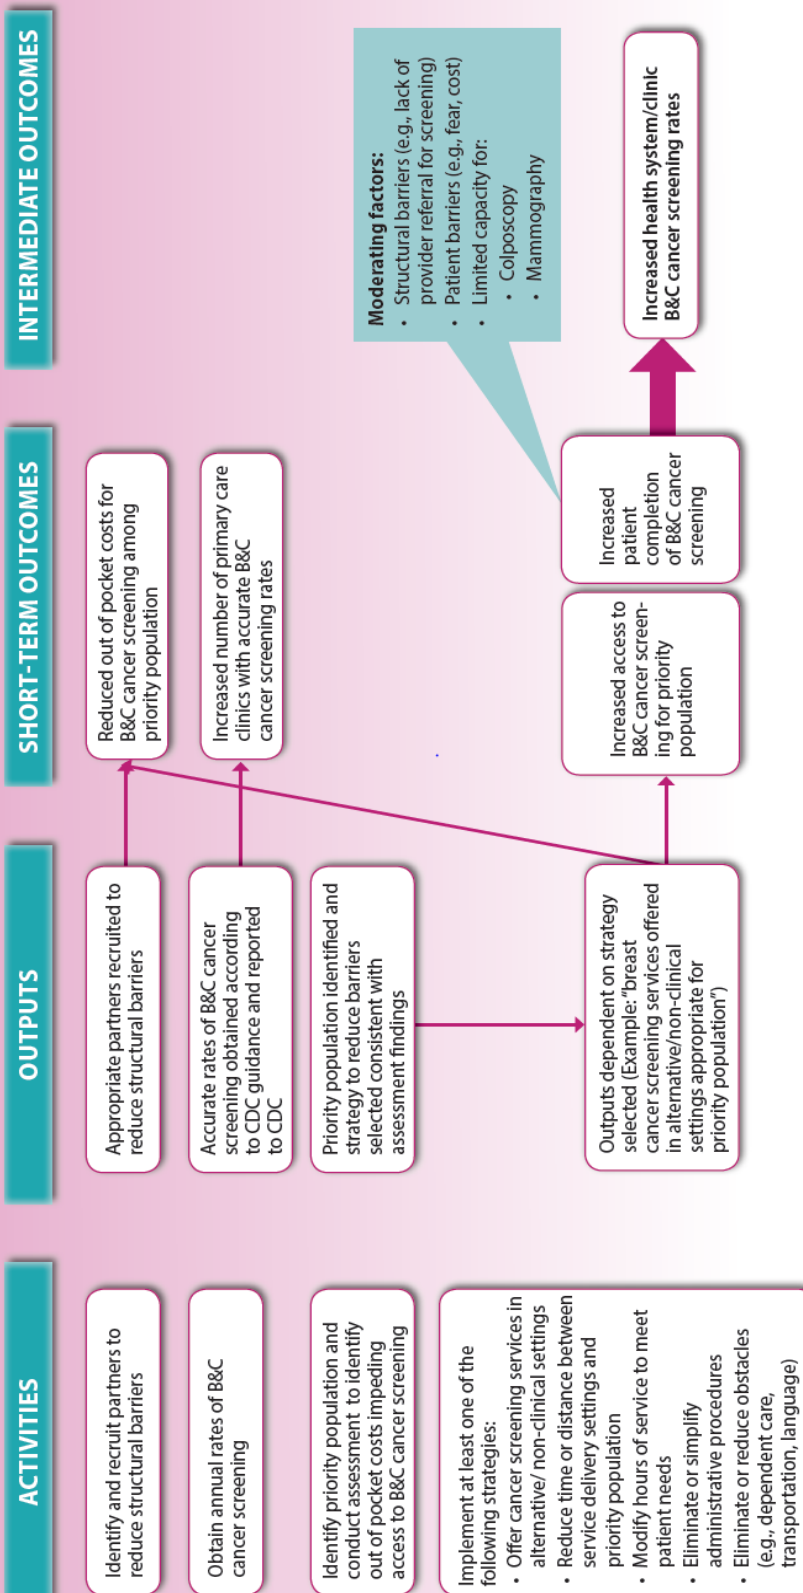 ACTIVITIES
Identify and recruit partners to
reduce structural barriers
Obtain annual rates of B&C
cancer screening
Identify priority population and
conduct assessment to identify
out of pocket costs impeding
access to B&C cancer screening
Implement at least one of the
following strategies:
• Offer cancer screening services in
alternative/ non-clinical settings
• Reduce time or distance between
service delivery settings and
priority population
• Modify hours of service to meet
patient needs
• Eliminate or simplify
administrative procedures
• Eliminate or reduce obstacles
(e.g., dependent care,
transportation, language)
OUTPUTS
Appropriate partners recruited to
reduce structural barriers
Accurate rates of B&C cancer
screening obtained according
to CDC guidance and reported
to CDC
Priority population identified and
strategy to reduce barriers
selected consistent with
assessment findings
Outputs dependent on strategy
selected (Example: "breast
cancer screening services offered
in alternative/non-clinical
settings appropriate for
priority population")
SHORT-TERM OUTCOMES
Reduced out of pocket costs for
B&C cancer screening among
priority population
Increased number of primary care
clinics with accurate B&C
cancer screening rates
Increased access to
B&C cancer screen-
ing for priority
population
Increased
patient
completion
of B&C cancer
screening
INTERMEDIATE OUTCOMES
Moderating factors:
• Structural barriers (e.g., lack of
provider referral for screening)
• Patient barriers (e.g., fear, cost)
• Limited capacity for:
• Colposcopy
• Mammography
Increased health system/clinic
B&C cancer screening rates